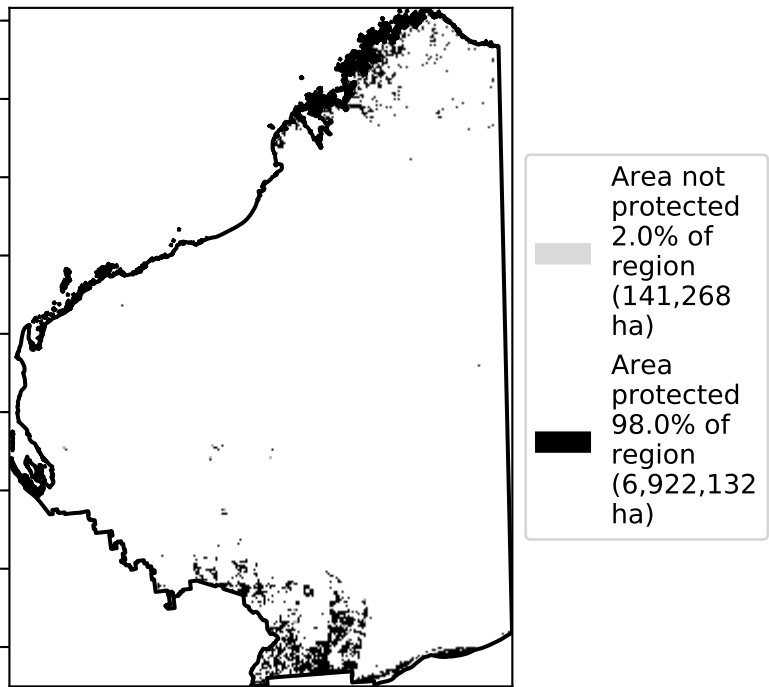 Area not
protected
2.0% of
region
(141,268
ha)
Area
protected
98.0% of
region
(6,922,132
ha)